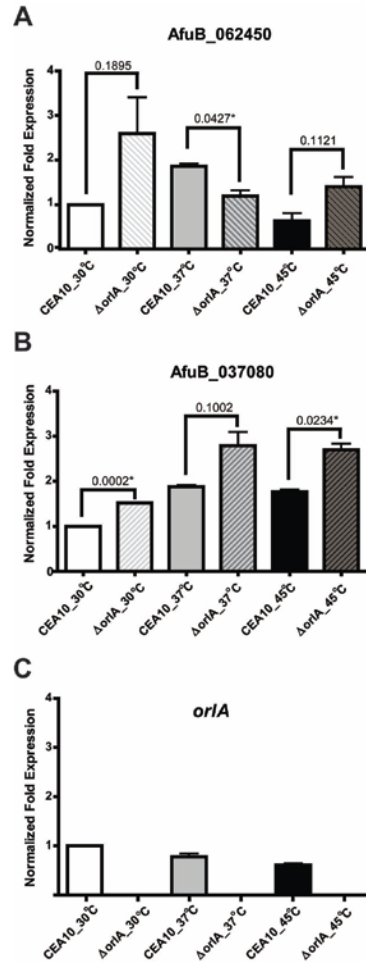 A
AfuB_062450
Normalized Fold Expression
4
3
2
1
0
0.1895
0.0427*
0.1121
CEA10_30°C
ΔorlA_30°C
CEA10_37°C
ΔorlA_37°C
CEA10_45°C
ΔorlA_45°C
B
AfuB_037080
Normalized Fold Expression
4
3
2
1
0
0.0002*
0.1002
0.0234*
CEA10_30°C
ΔorlA_30°C
CEA10_37°C
ΔorlA_37°C
CEA10_45°C
ΔorlA_45°C
C
orlA
Normalized Fold Expression
4
3
2
1
0
CEA10_30°C
ΔorlA_30°C
CEA10_37°C
ΔorlA_37°C
CEA10_45°C
ΔorlA_45°C